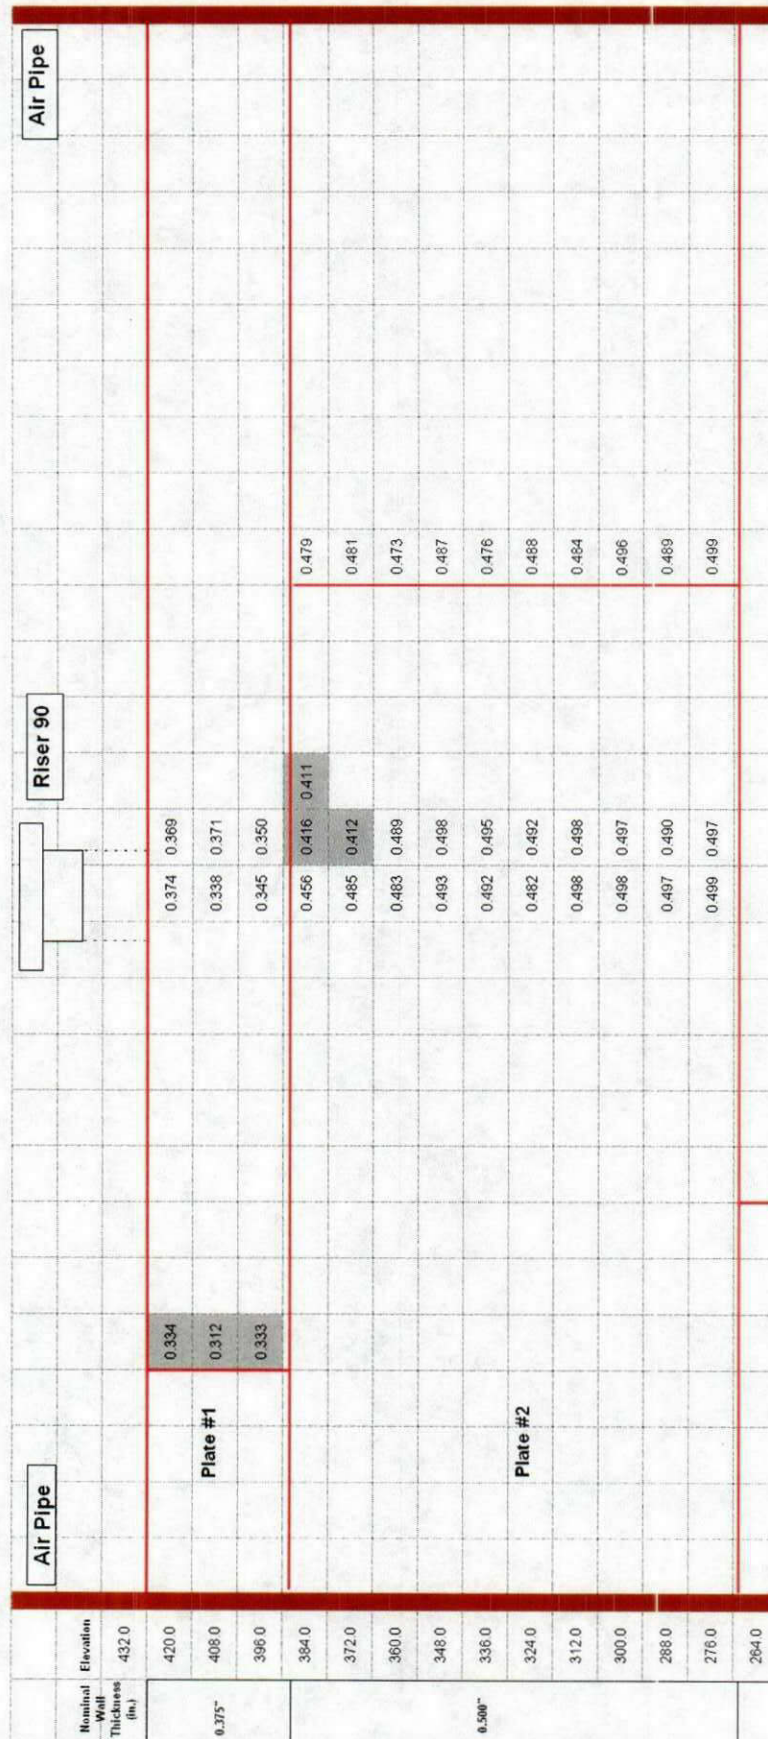 Air Pipe Riser 90 Air Pipe
Nominal
Wall
Thickness
(in.)
Elevation
432.0
420.0 0.334 0.374 0.369
0.375" 408.0 Plate #1 0.312 0.338 0.371
396.0 0.333 0.345 0.350
384.0 0.456 0.416 0.411 0.479
372.0 0.485 0.412 0.481
360.0 0.483 0.489 0.473
348.0 0.493 0.498 0.487
0.500" 336.0 0.492 0.495 0.476
324.0 Plate #2 0.482 0.492 0.488
312.0 0.498 0.498 0.484
300.0 0.498 0.497 0.496
288.0 0.497 0.490 0.489
276.0 0.499 0.497 0.499
264.0